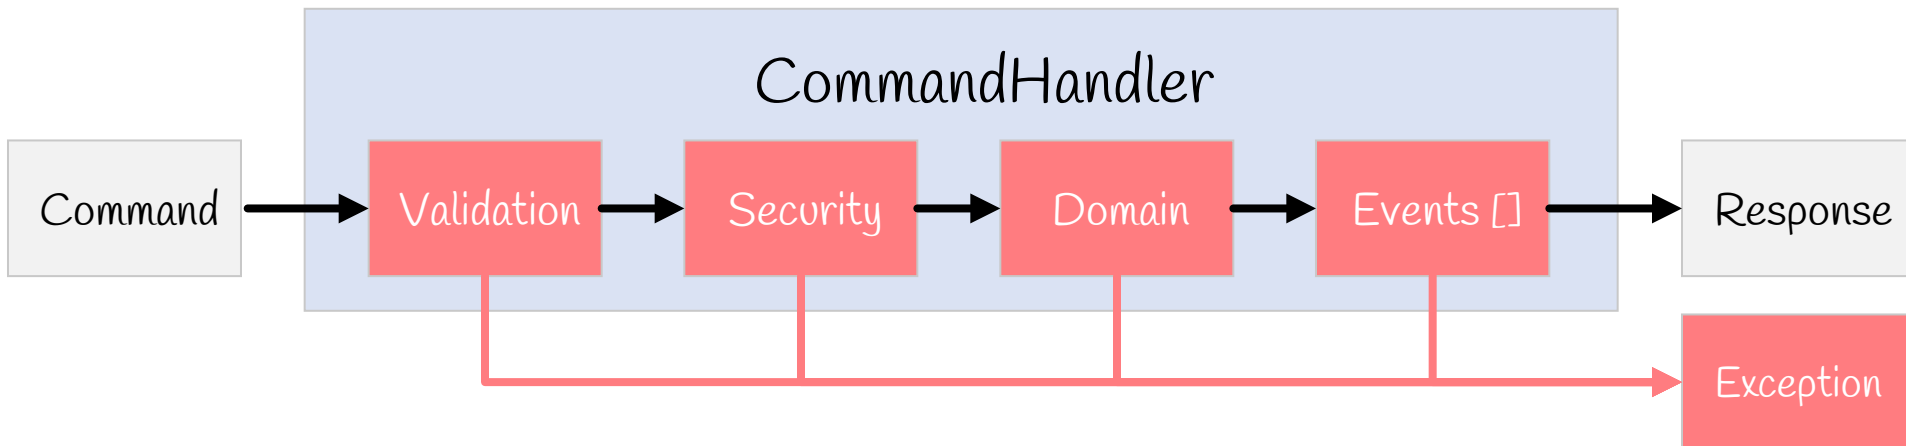 CommandHandler
Command
Validation
Security
Domain
Events []
Response
Exception